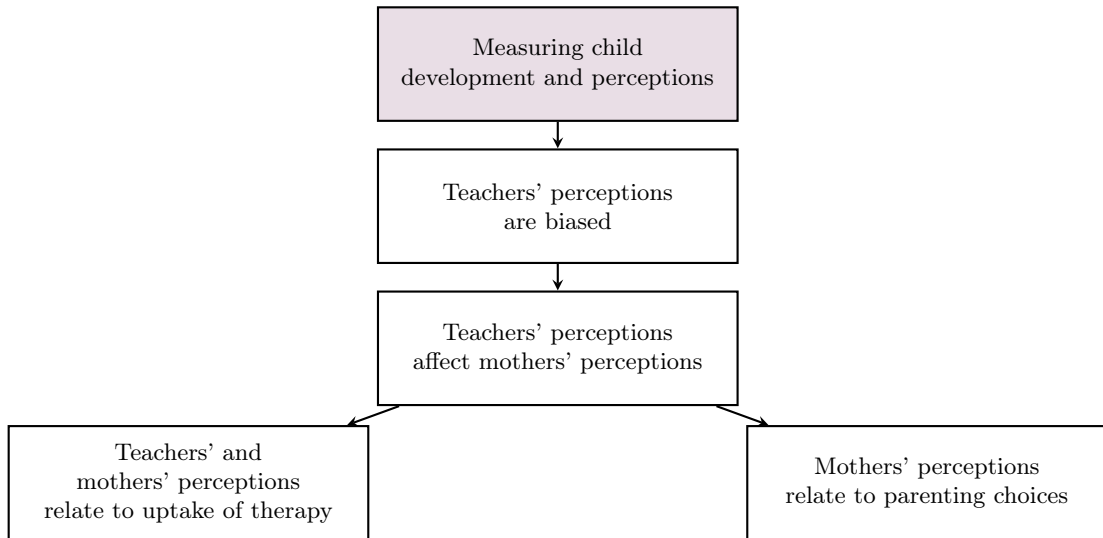 Measuring child
development and perceptions
Teachers’ perceptions
are biased
Teachers’ perceptions
affect mothers’ perceptions
Teachers’ and
mothers’ perceptions
relate to uptake of therapy
Mothers’ perceptions
relate to parenting choices